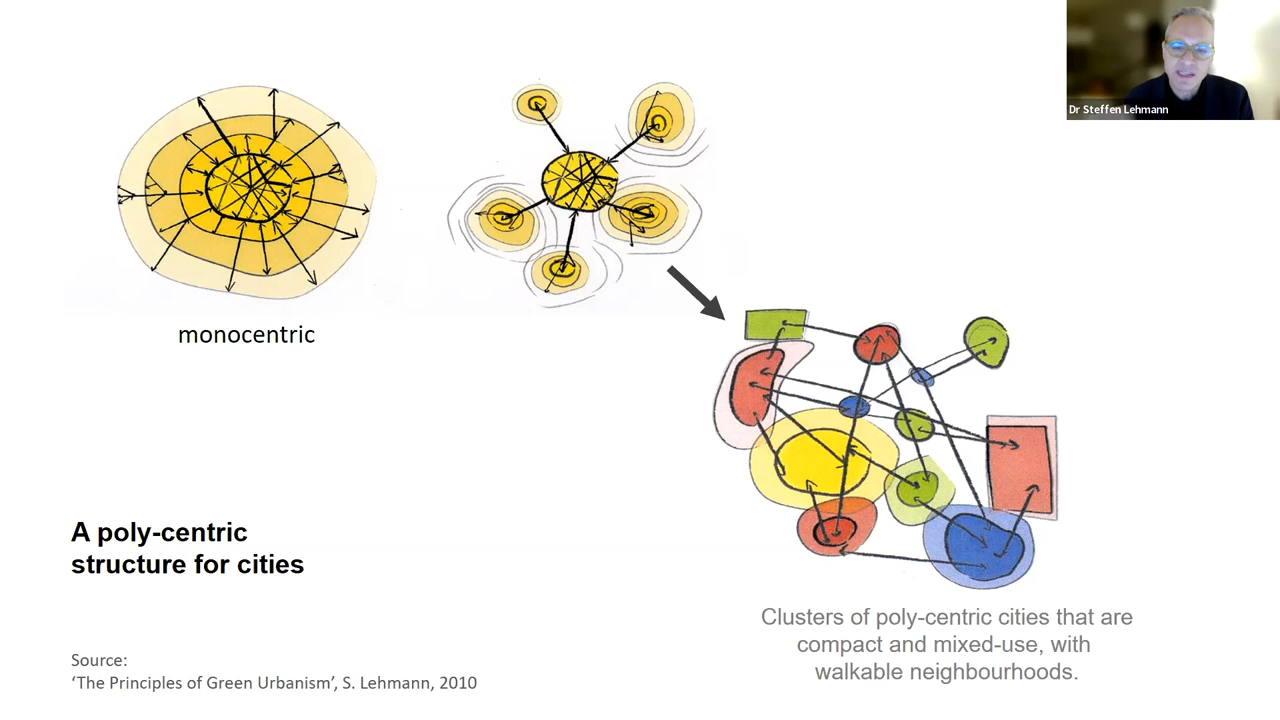 Dr Steffen Lehmann
monocentric
A poly-centric
structure for cities
Clusters of poly-centric cities that are
compact and mixed-use, with
walkable neighbourhoods.
Source:
‘The Principles of Green Urbanism’, S. Lehmann, 2010